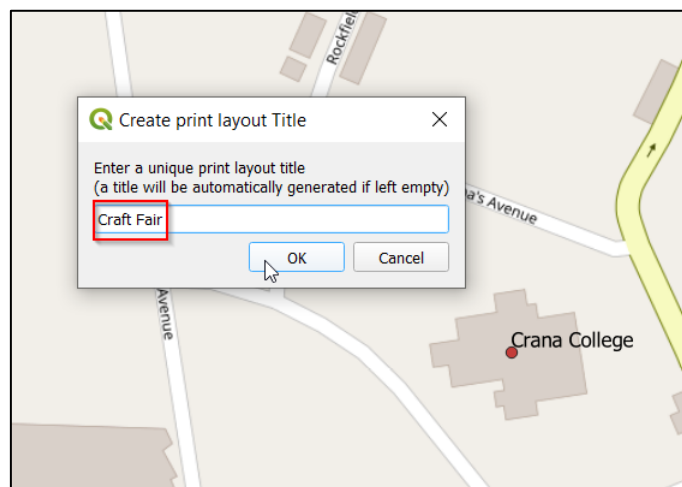 Rockfiel
Create print layout Title
Enter a unique print layout title
(a title will be automatically generated if left empty)
Craft Fair
OK
Cancel
a's Avenue
Avenue
Crana College